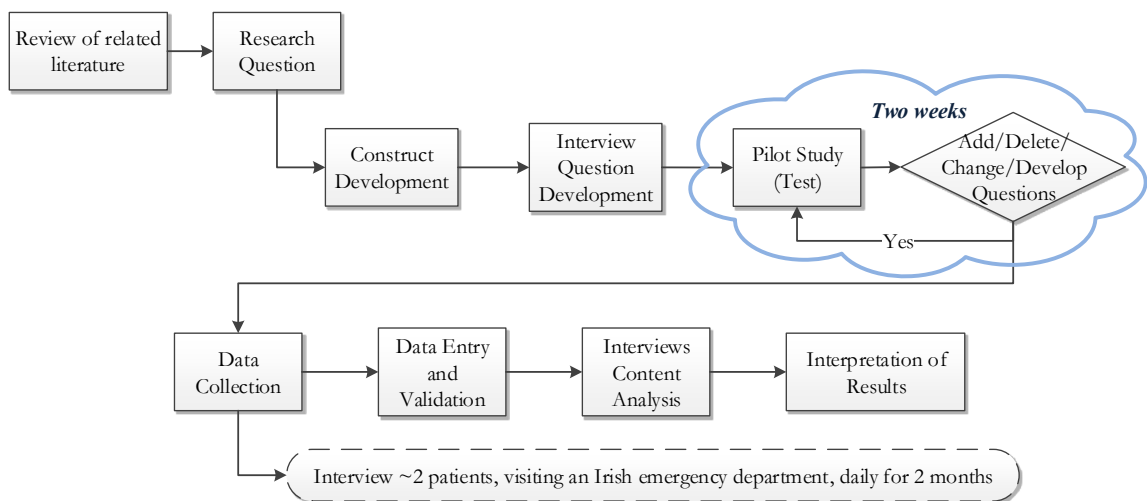 Review of related
literature
Research
Question
Construct
Development
Interview
Question
Development
Two weeks
Pilot Study
(Test)
Add/Delete/
Change/Develop
Questions
Yes
Data
Collection
Data Entry
and
Validation
Interviews
Content
Analysis
Interpretation of
Results
Interview ~2 patients, visiting an Irish emergency department, daily for 2 months